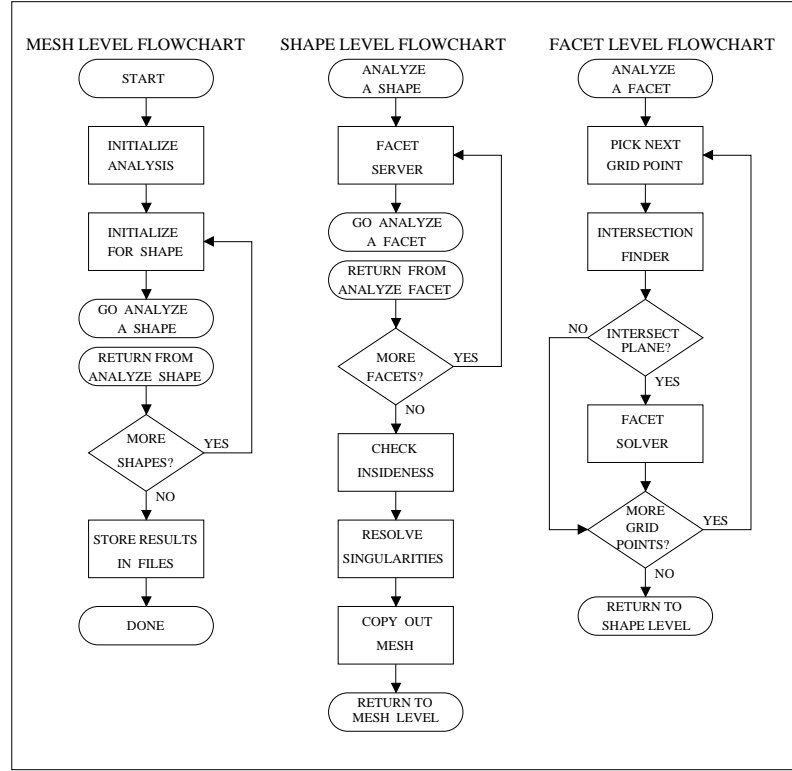 MESH LEVEL FLOWCHART
START
INITIALIZE
ANALYSIS
INITIALIZE
FOR SHAPE
GO ANALYZE
A SHAPE
RETURN FROM
ANALYZE SHAPE
MORE
SHAPES?
YES
NO
STORE RESULTS
IN FILES
DONE
SHAPE LEVEL FLOWCHART
ANALYZE
A SHAPE
FACET
SERVER
GO ANALYZE
A FACET
RETURN FROM
ANALYZE FACET
MORE
FACETS?
YES
NO
CHECK
INSIDENESS
RESOLVE
SINGULARITIES
COPY OUT
MESH
RETURN TO
MESH LEVEL
FACET LEVEL FLOWCHART
ANALYZE
A FACET
PICK NEXT
GRID POINT
INTERSECTION
FINDER
NO
INTERSECT
PLANE?
YES
FACET
SOLVER
MORE
GRID
POINTS?
YES
NO
RETURN TO
SHAPE LEVEL